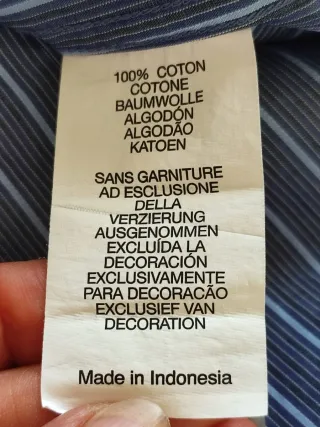 100% COTON
COTONE
BAUMWOLLE
ALGODÓN
ALGODÃO
KATOEN
SANS GARNITURE
AD ESCLUSIONE
DELLA
VERZIERUNG
AUSGENOMMEN
EXCLUÍDA LA
DECORACIÓN
EXCLUSIVAMENTE
PARA DECORACÃO
EXCLUSIEF VAN
DECORATION
Made in Indonesia